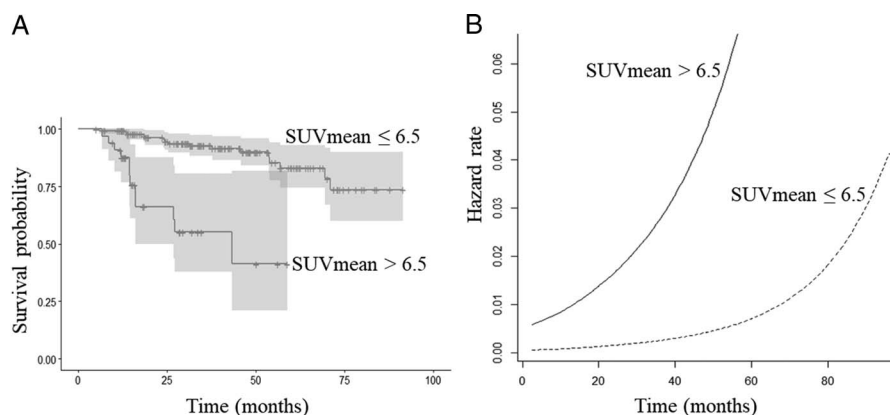 A
Survival probability
1.00
0.75
0.50
0.25
0.00
SUVmean ≤ 6.5
SUVmean > 6.5
0
25
50
75
100
Time (months)
B
Hazard rate
0.06
0.05
0.04
0.03
0.02
0.01
0.00
SUVmean > 6.5
SUVmean ≤ 6.5
0
20
40
60
80
Time (months)